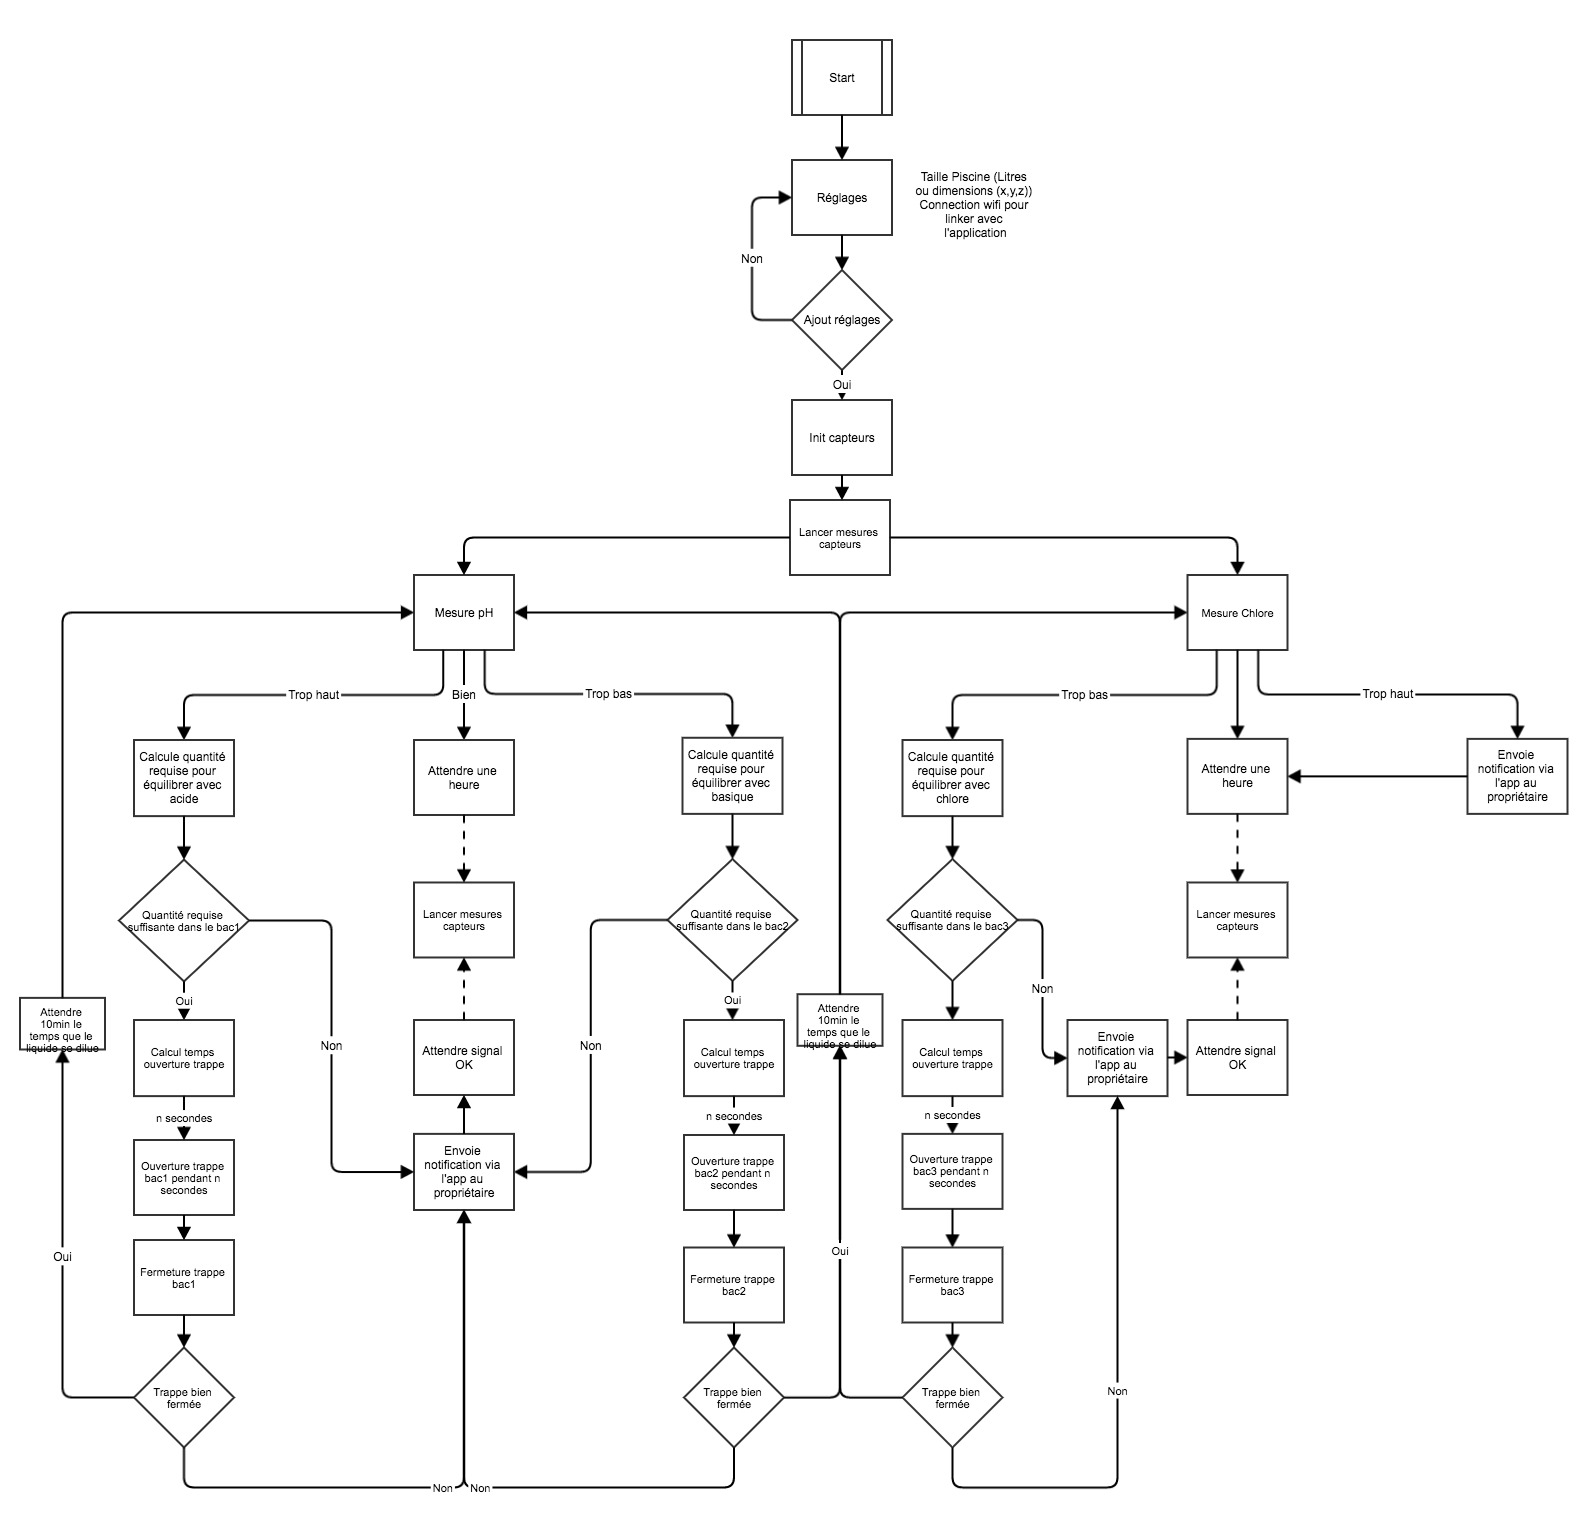 Start
Réglages
Taille Piscine (Litres
ou dimensions (x,y,z))
Connection wifi pour
linker avec
l'application
Non
Ajout réglages
Oui
Init capteurs
Lancer mesures
capteurs
Mesure pH
Mesure Chlore
Trop haut
Bien
Trop bas
Trop bas
Trop haut
Calcule quantité
requise pour
équilibrer avec
acide
Attendre une
heure
Calcule quantité
requise pour
équilibrer avec
basique
Calcule quantité
requise pour
équilibrer avec
chlore
Attendre une
heure
Envoie
notification via
l'app au
propriétaire
Quantité requise
suffisante dans le bac1
Lancer mesures
capteurs
Quantité requise
suffisante dans le bac2
Quantité requise
suffisante dans le bac3
Lancer mesures
capteurs
Non
Oui
Oui
Attendre
10min le
temps que le
liquide se dilue
Calcul temps
ouverture trappe
Non
Attendre signal
OK
Non
Calcul temps
ouverture trappe
Attendre
10min le
temps que le
liquide se dilue
Calcul temps
ouverture trappe
Envoie
notification via
l'app au
propriétaire
Attendre signal
OK
n secondes
n secondes
n secondes
Ouverture trappe
bac1 pendant n
secondes
Envoie
notification via
l'app au
propriétaire
Ouverture trappe
bac2 pendant n
secondes
Ouverture trappe
bac3 pendant n
secondes
Oui
Oui
Fermeture trappe
bac1
Fermeture trappe
bac2
Fermeture trappe
bac3
Trappe bien
fermée
Trappe bien
fermée
Trappe bien
fermée
Non
Non
Non